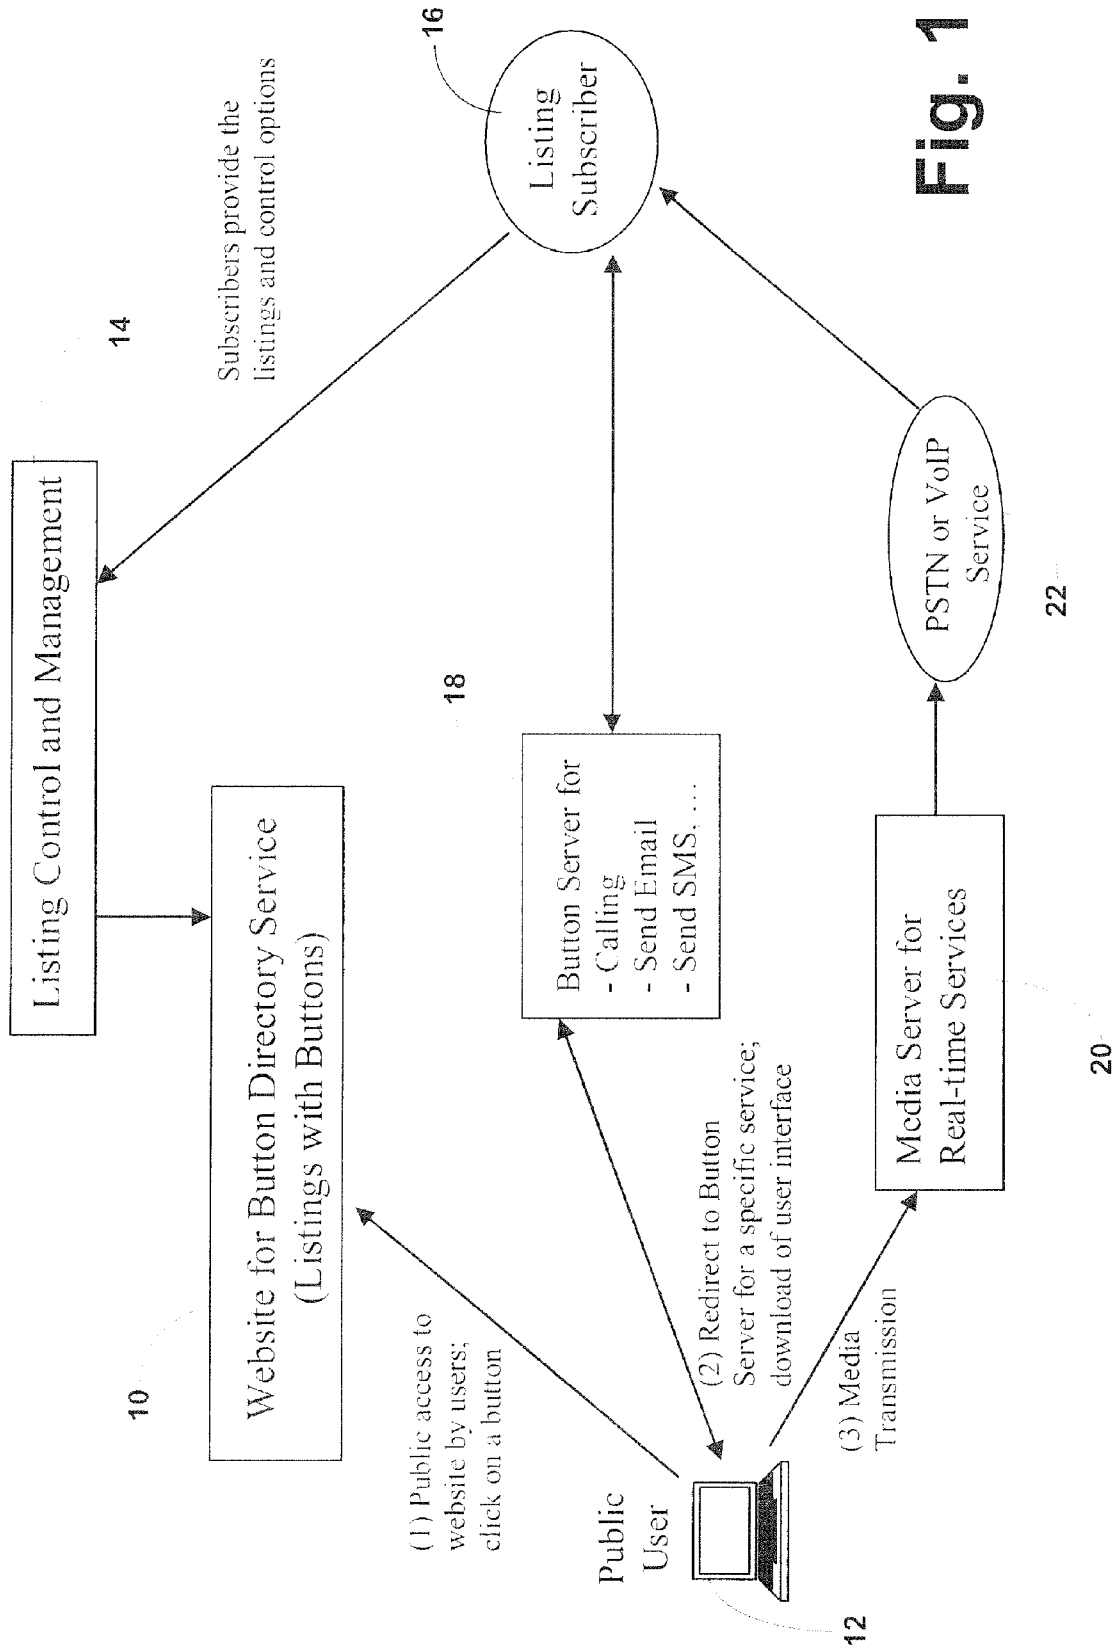 Listing Control and Management
14
Subscribers provide the
listings and control options
16
Listing
Subscriber
10
Website for Button Directory Service
(Listings with Buttons)
(1) Public access to
website by users;
click on a button
18
Button Server for
- Calling
- Send Email
- Send SMS, ...
Public
User
12
(2) Redirect to Button
Server for a specific service;
download of user interface
(3) Media
Transmission
Media Server for
Real-time Services
20
PSTN or VoIP
Service
22
Fig. 1